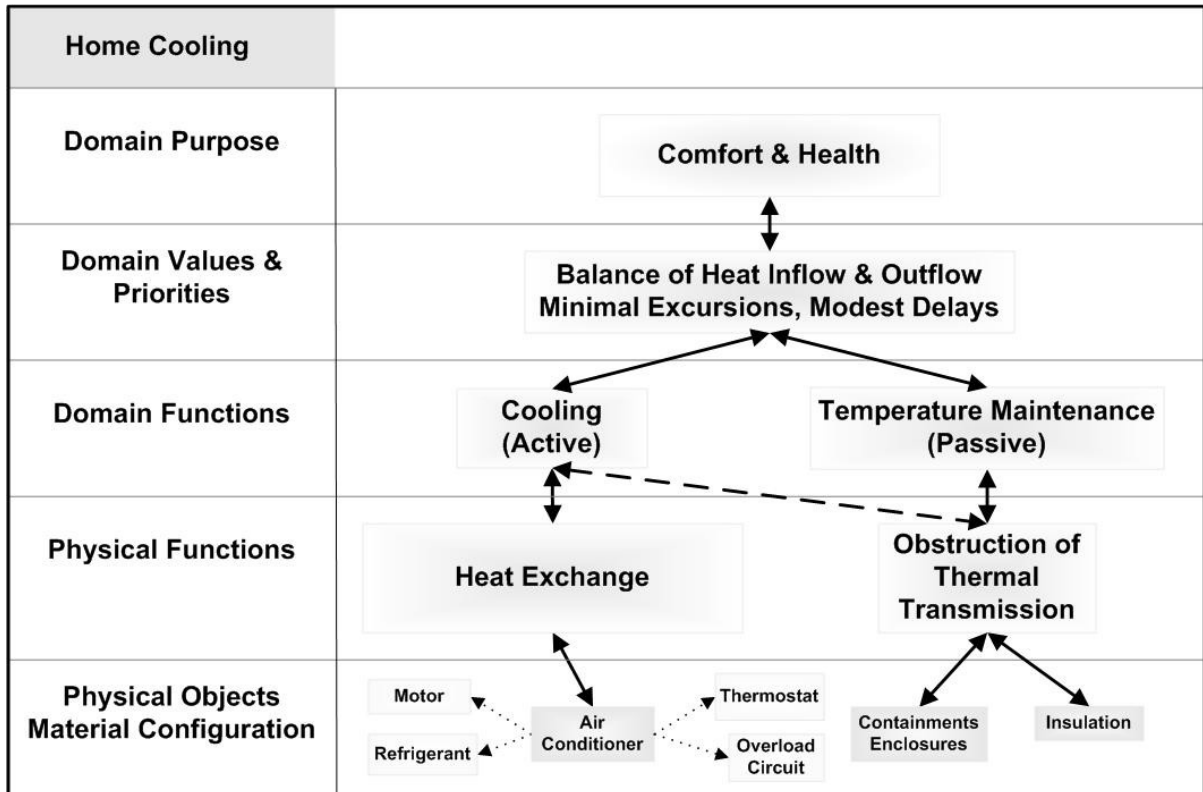 Home Cooling
Domain Purpose
Comfort & Health
Domain Values &
Priorities
Balance of Heat Inflow & Outflow
Minimal Excursions, Modest Delays
Domain Functions
Cooling
(Active)
Temperature Maintenance
(Passive)
Physical Functions
Heat Exchange
Obstruction of
Thermal
Transmission
Physical Objects
Material Configuration
Motor
Refrigerant
Air
Conditioner
Thermostat
Overload
Circuit
Containments
Enclosures
Insulation